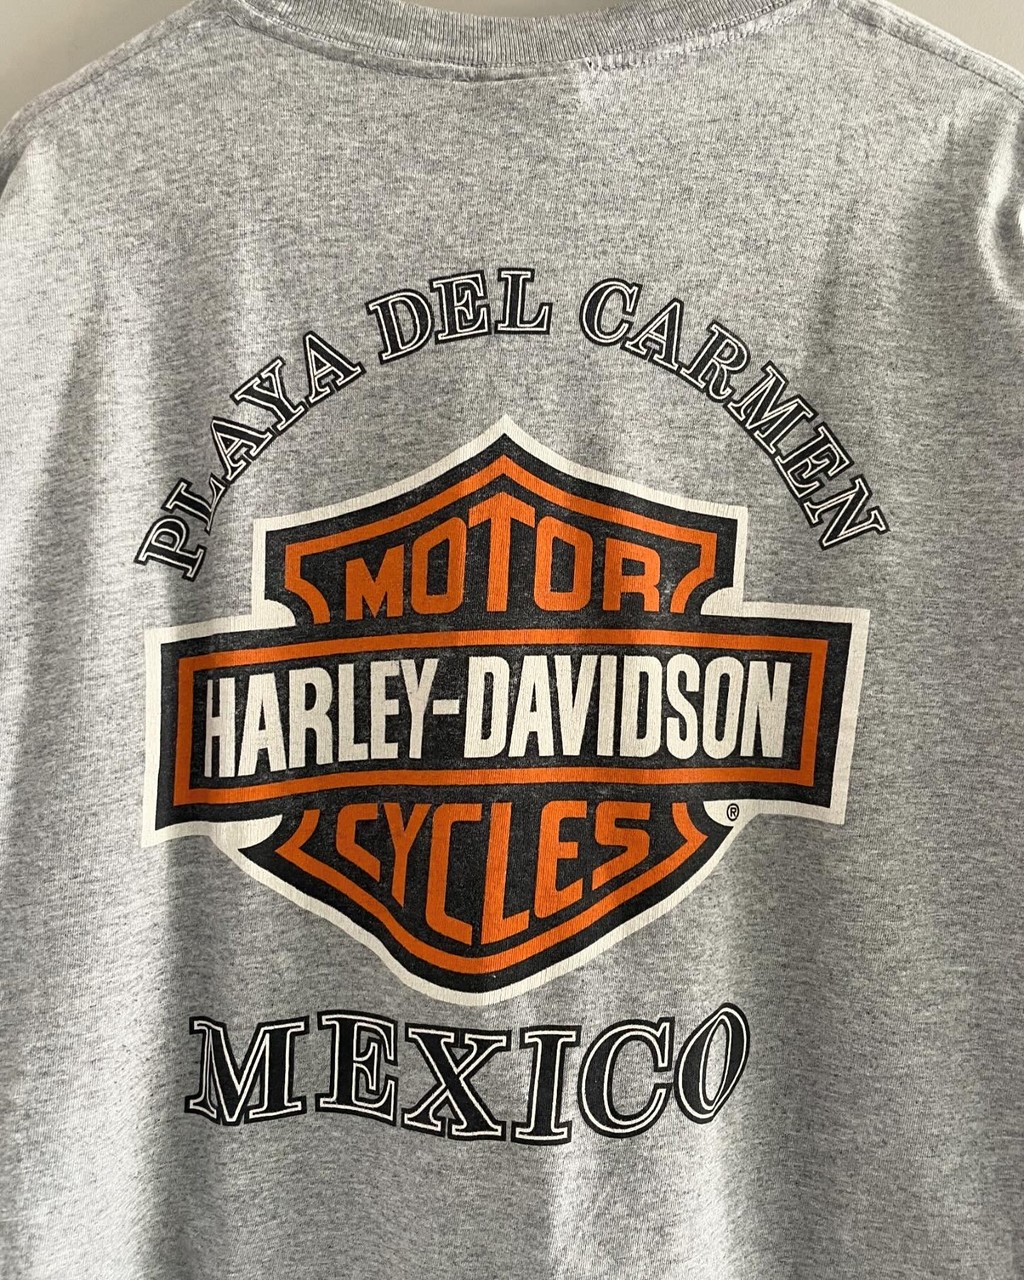 PLAYA DEL CARMEN
MOTOR
HARLEY-DAVIDSON
CYCLES
®
MEXICO